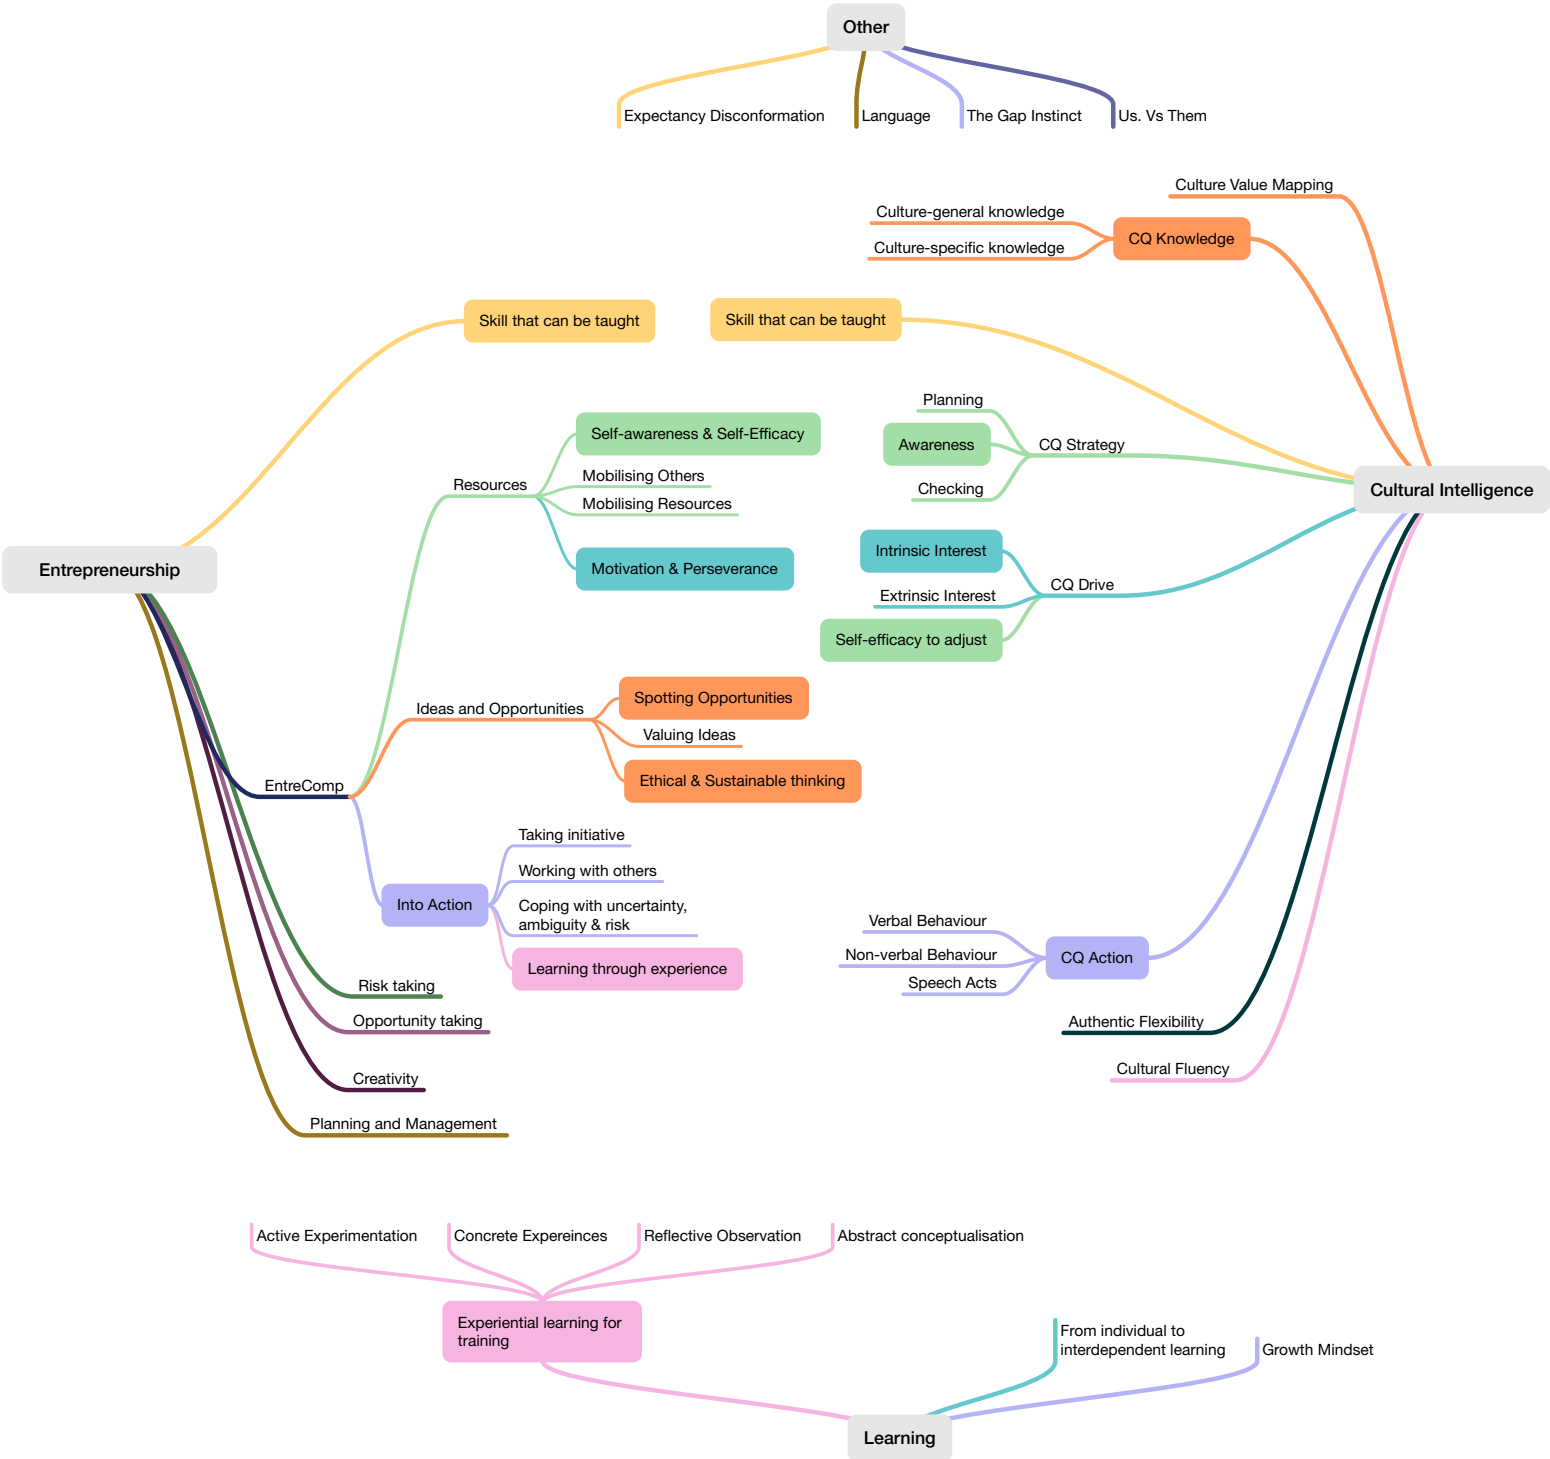 Other
Expectancy Disconformation
Language
The Gap Instinct
Us. Vs Them
Culture Value Mapping
Culture-general knowledge
CQ Knowledge
Culture-specific knowledge
Skill that can be taught
Skill that can be taught
Planning
Self-awareness & Self-Efficacy
Awareness
CQ Strategy
Mobilising Others
Resources
Checking
Cultural Intelligence
Mobilising Resources
Intrinsic Interest
Entrepreneurship
Motivation & Perseverance
CQ Drive
Extrinsic Interest
Self-efficacy to adjust
Spotting Opportunities
Ideas and Opportunities
Valuing Ideas
EntreComp
Ethical & Sustainable thinking
Taking initiative
Working with others
Into Action
Coping with uncertainty,
ambiguity & risk
Verbal Behaviour
Non-verbal Behaviour
CQ Action
Learning through experience
Speech Acts
Risk taking
Opportunity taking
Authentic Flexibility
Cultural Fluency
Creativity
Planning and Management
Active Experimentation
Concrete Expereinces
Reflective Observation
Abstract conceptualisation
Experiential learning for
training
From individual to
interdependent learning
Growth Mindset
Learning